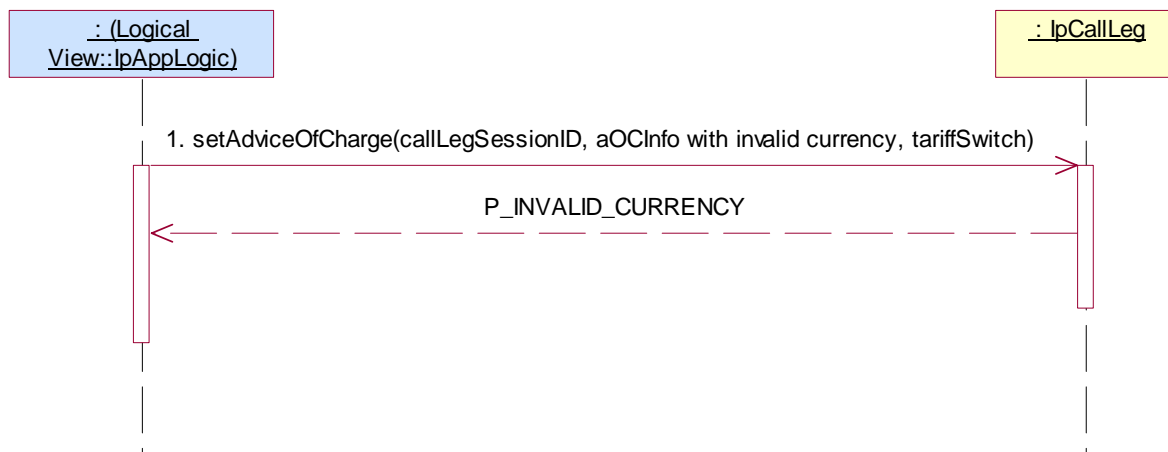 : (Logical
View::IpAppLogic)
: IpCallLeg
1. setAdviceOfCharge(callLegSessionID, aOCInfo with invalid currency, tariffSwitch)
P_INVALID_CURRENCY